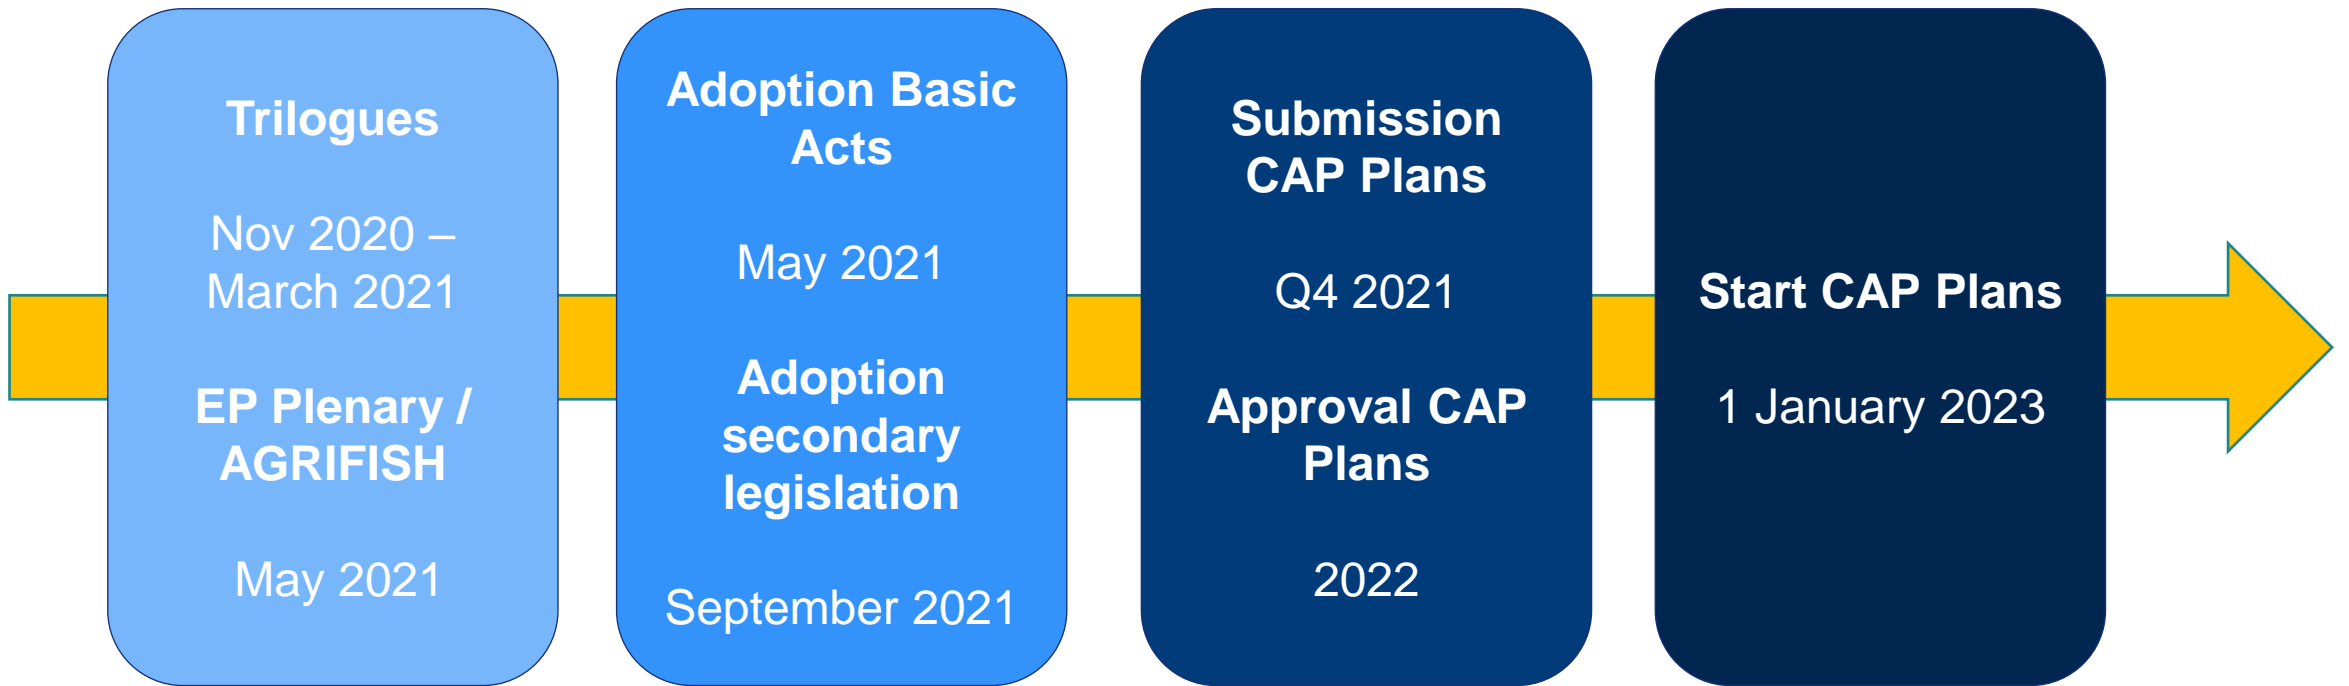 Trilogues
Nov 2020 –
March 2021
EP Plenary /
AGRIFISH
May 2021
Adoption Basic
Acts
May 2021
Adoption
secondary
legislation
September 2021
Submission
CAP Plans
Q4 2021
Approval CAP
Plans
2022
Start CAP Plans
1 January 2023